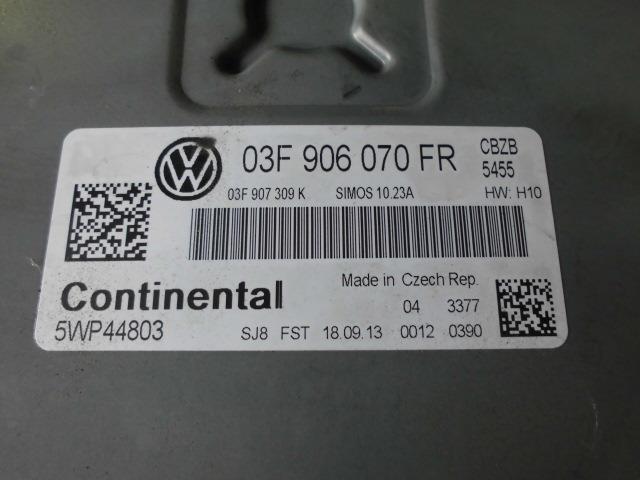 03F 906 070 FR CBZB
5455
03F 907 309 K SIMOS 10.23A HW: H10
Made in Czech Rep.
Continental 04 3377
5WP44803 SJ8 FST 18.09.13 0012 0390